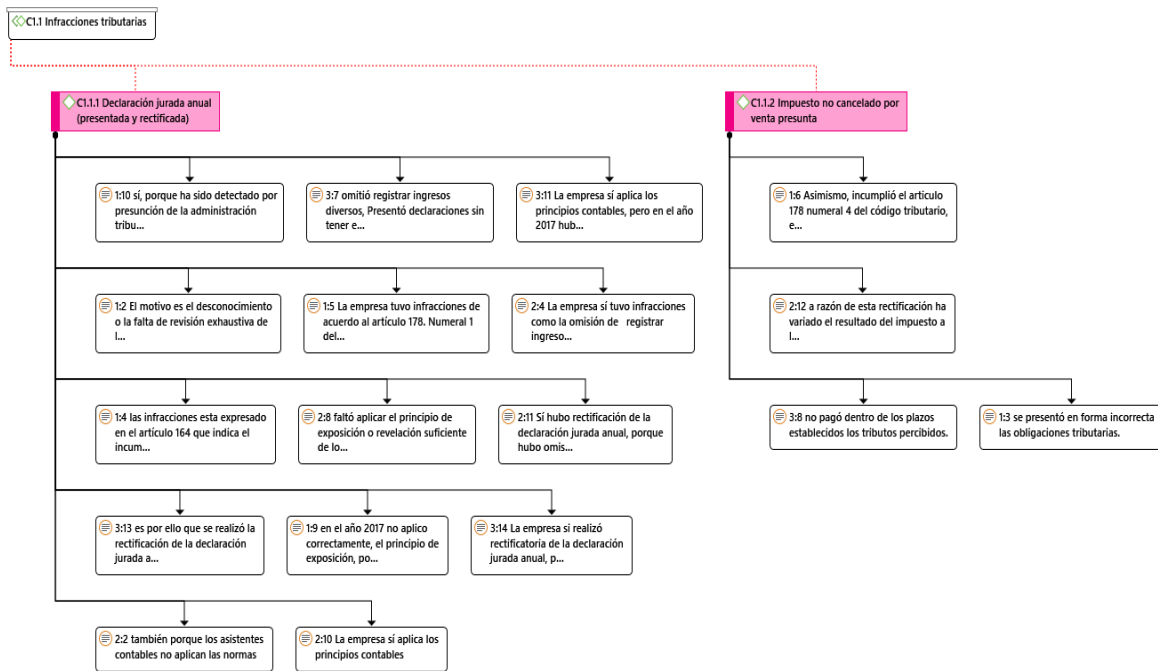 C1.1 Infracciones tributarias
C1.1.1 Declaración jurada anual
(presentada y rectificada)
C1.1.2 Impuesto no cancelado por
venta presunta
1:10 sí, porque ha sido detectado por
presunción de la administración
tribu...
3:7 omitió registrar ingresos
diversos, Presentó declaraciones sin
tener e...
3:11 La empresa sí aplica los
principios contables, pero en el año
2017 hub...
1:6 Asimismo, incumplió el articulo
178 numeral 4 del código tributario,
e...
1:2 El motivo es el desconocimiento
o la falta de revisión exhaustiva de
l...
1:5 La empresa tuvo infracciones de
acuerdo al artículo 178. Numeral 1
del...
2:4 La empresa sí tuvo infracciones
como la omisión de registrar
ingreso...
2:12 a razón de esta rectificación ha
variado el resultado del impuesto a
l...
1:4 las infracciones esta expresado
en el artículo 164 que indica el
incum...
2:8 faltó aplicar el principio de
exposición o revelación suficiente
de lo...
2:11 Sí hubo rectificación de la
declaración jurada anual, porque
hubo omis...
3:8 no pagó dentro de los plazos
establecidos los tributos percibidos.
1:3 se presentó en forma incorrecta
las obligaciones tributarias.
3:13 es por ello que se realizó la
rectificación de la declaración
jurada a...
1:9 en el año 2017 no aplico
correctamente, el principio de
exposición, po...
3:14 La empresa si realizó
rectificatoria de la declaración
jurada anual, p...
2:2 también porque los asistentes
contables no aplican las normas
2:10 La empresa sí aplica los
principios contables